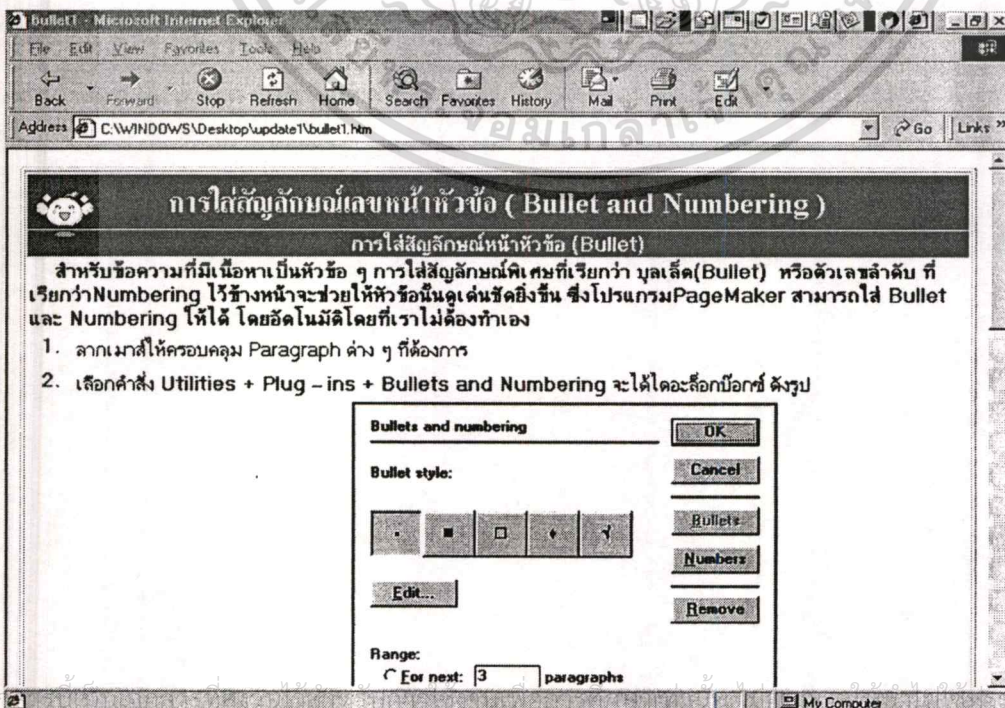 bullet1 - Microsoft Internet Explorer
File Edit View Favorites Tools Help
Back Forward Stop Refresh Home Search Favorites History Mail Print Edit
Address C:\WINDOWS\Desktop\update1\bullet1.htm Go Links »
การใส่สัญลักษณ์เลขหน้าหัวข้อ ( Bullet and Numbering )
การใส่สัญลักษณ์หน้าหัวข้อ (Bullet)
สำหรับข้อความที่มีเนื้อหาเป็นหัวข้อ ๆ การใส่สัญลักษณ์พิเศษที่เรียกว่า บุลเล็ต(Bullet) หรือตัวเลขลำดับ ที่
เรียกว่าNumbering ไว้ข้างหน้าจะช่วยให้หัวข้อนั้นดูเด่นชัดยิ่งขึ้น ซึ่งโปรแกรมPageMaker สามารถใส่ Bullet
และ Numbering ให้ได้ โดยอัตโนมัติโดยที่เราไม่ต้องทำเอง
1. ลากเมาส์ให้ครอบคลุม Paragraph ต่าง ๆ ที่ต้องการ
2. เลือกคำสั่ง Utilities + Plug – ins + Bullets and Numbering จะได้ไดอะล็อกบ๊อกซ์ ดังรูป
Bullets and numbering
OK
Bullet style:
Cancel
Bullets
Numbers
Edit...
Remove
Range:
For next: 3 paragraphs
My Computer